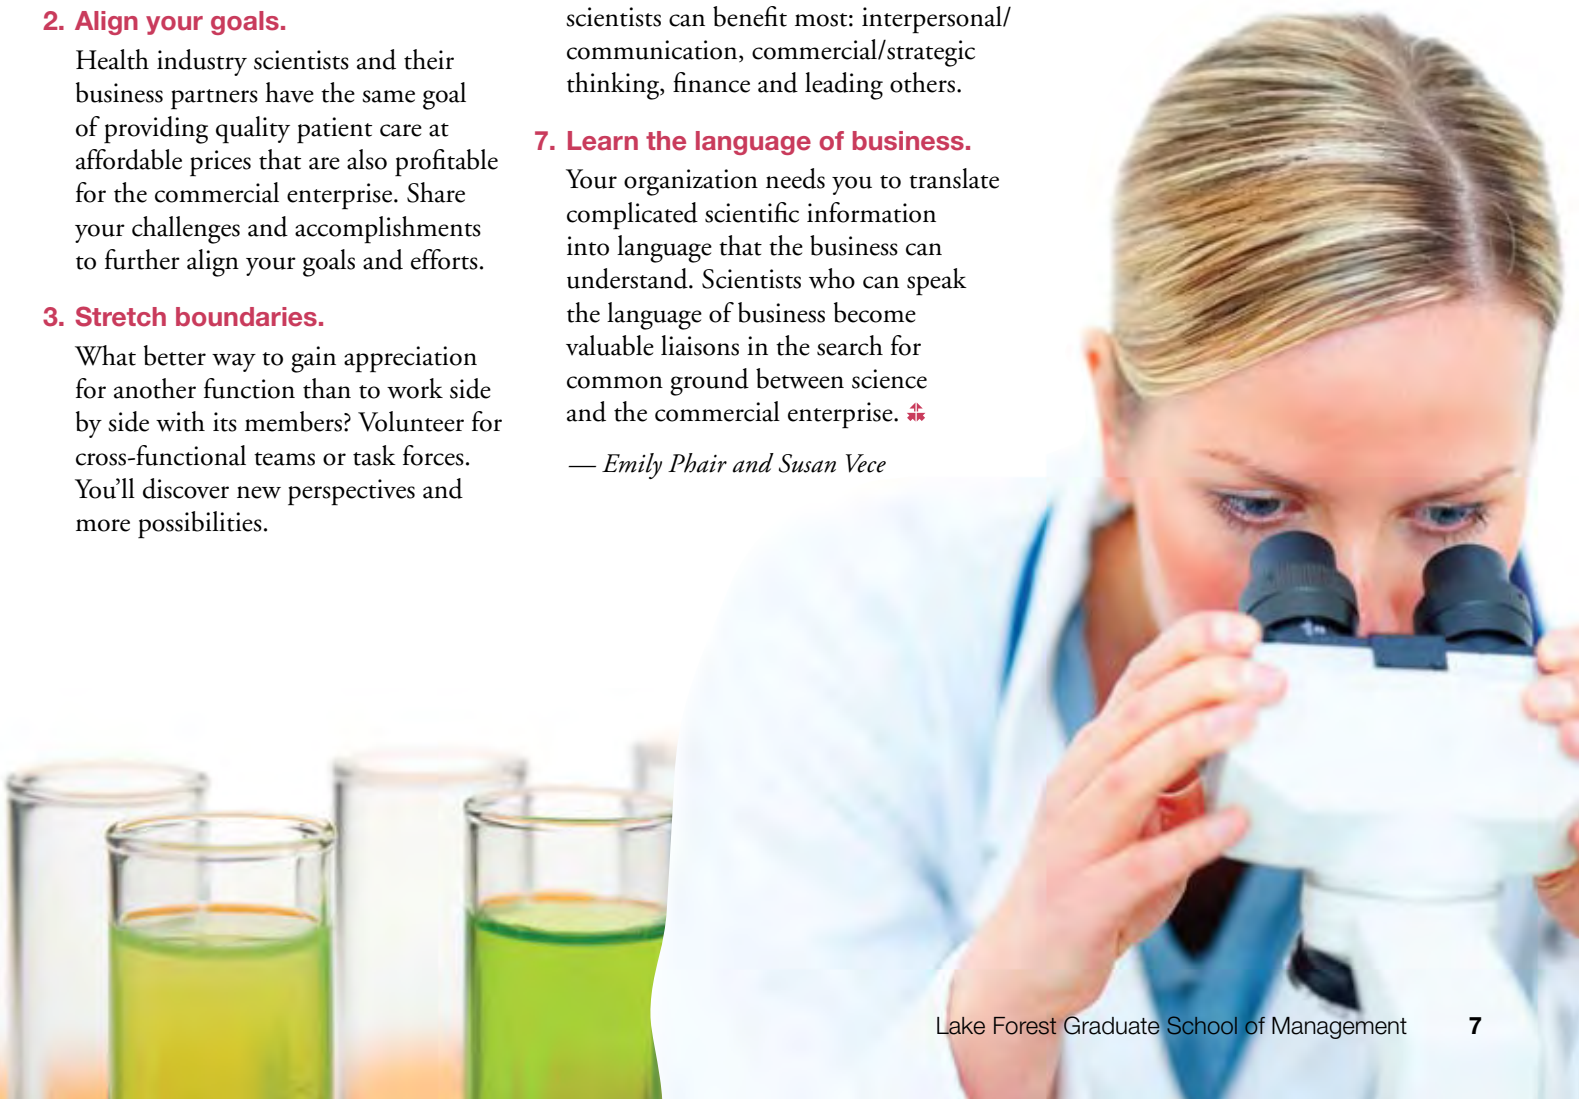 2. Align your goals.
Health industry scientists and their
business partners have the same goal
of providing quality patient care at
affordable prices that are also profitable
for the commercial enterprise. Share
your challenges and accomplishments
to further align your goals and efforts.
3. Stretch boundaries.
What better way to gain appreciation
for another function than to work side
by side with its members? Volunteer for
cross-functional teams or task forces.
You’ll discover new perspectives and
more possibilities.
scientists can benefit most: interpersonal/
communication, commercial/strategic
thinking, finance and leading others.
7. Learn the language of business.
Your organization needs you to translate
complicated scientific information
into language that the business can
understand. Scientists who can speak
the language of business become
valuable liaisons in the search for
common ground between science
and the commercial enterprise.
— Emily Phair and Susan Vece
Lake Forest Graduate School of Management 7